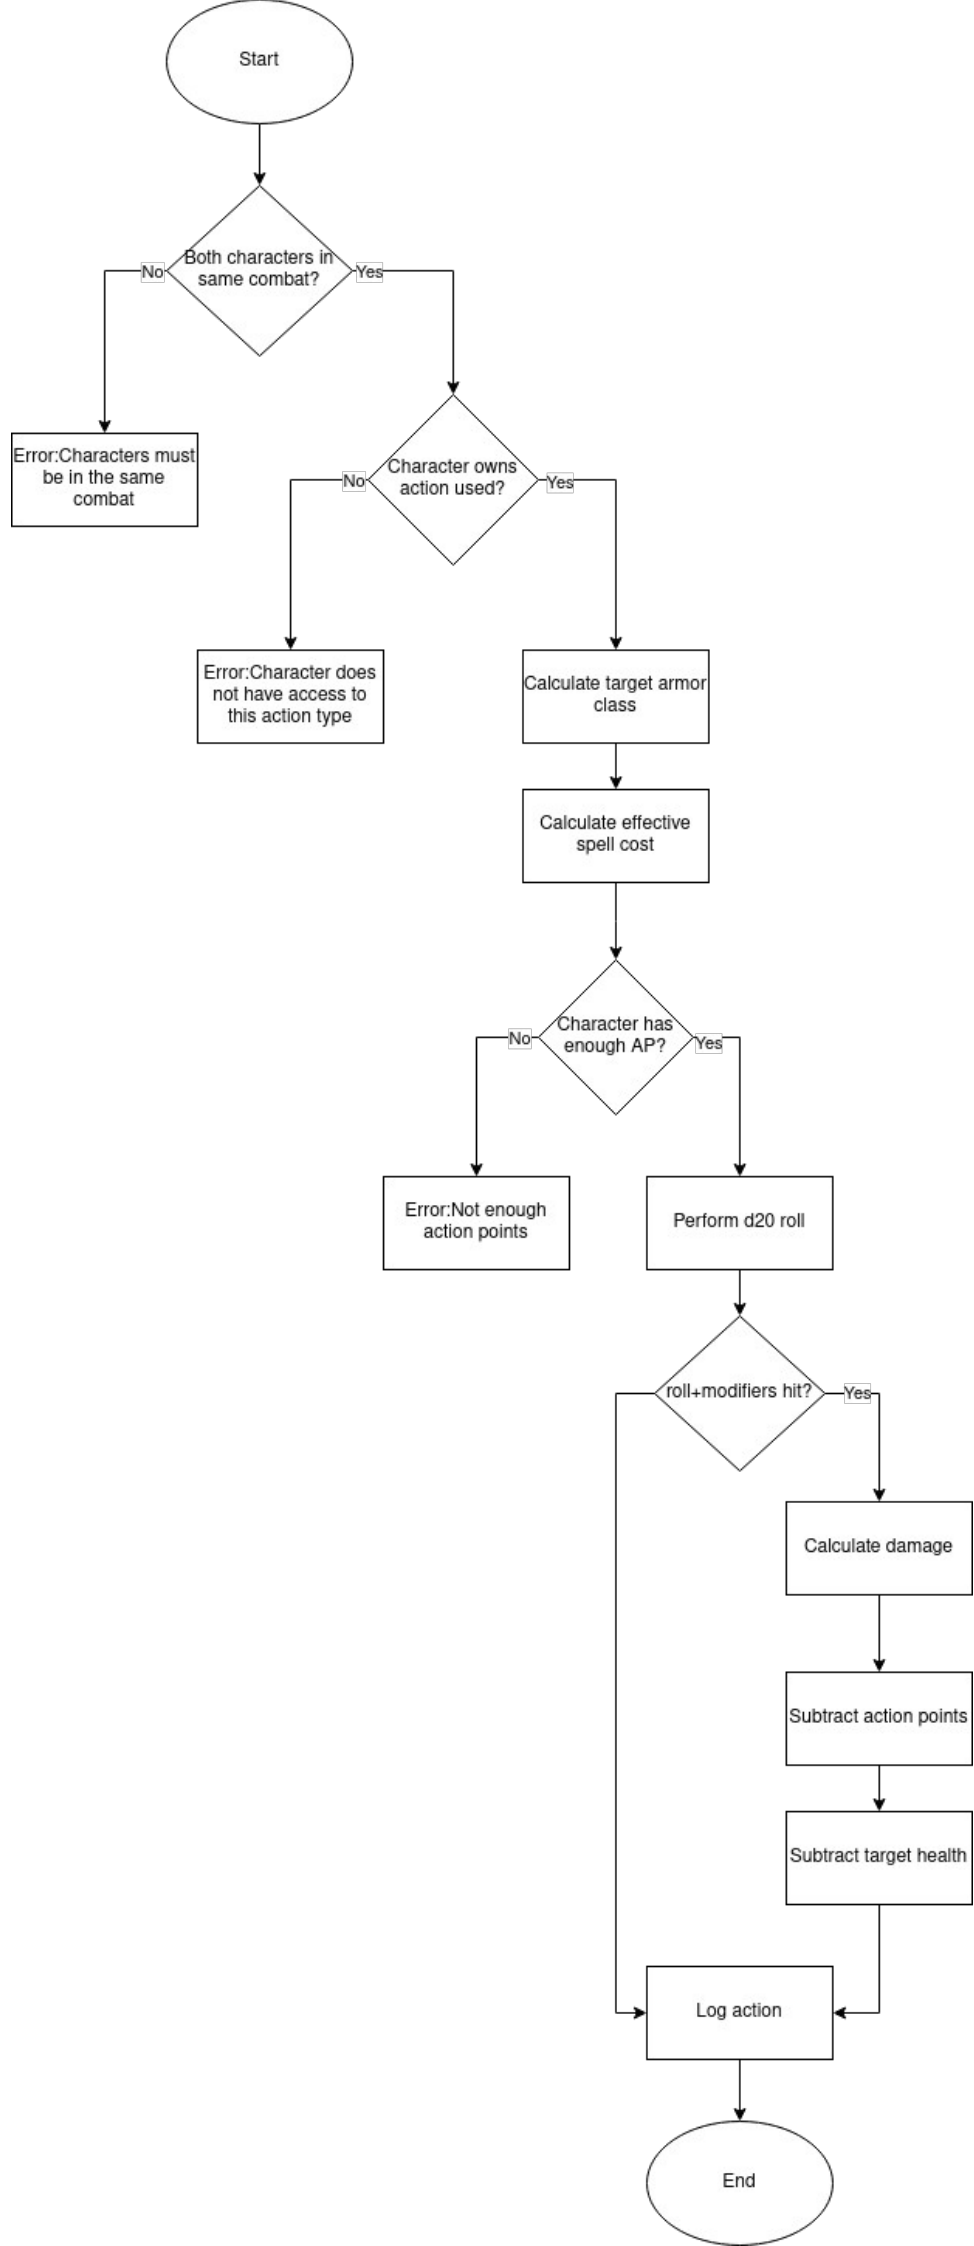 Start
Both characters in
same combat?
No
Yes
Error:Characters must
be in the same
combat
Character owns
action used?
No
Yes
Error:Character does
not have access to
this action type
Calculate target armor
class
Calculate effective
spell cost
Character has
enough AP?
No
Yes
Error:Not enough
action points
Perform d20 roll
roll+modifiers hit?
Yes
Calculate damage
Subtract action points
Subtract target health
Log action
End